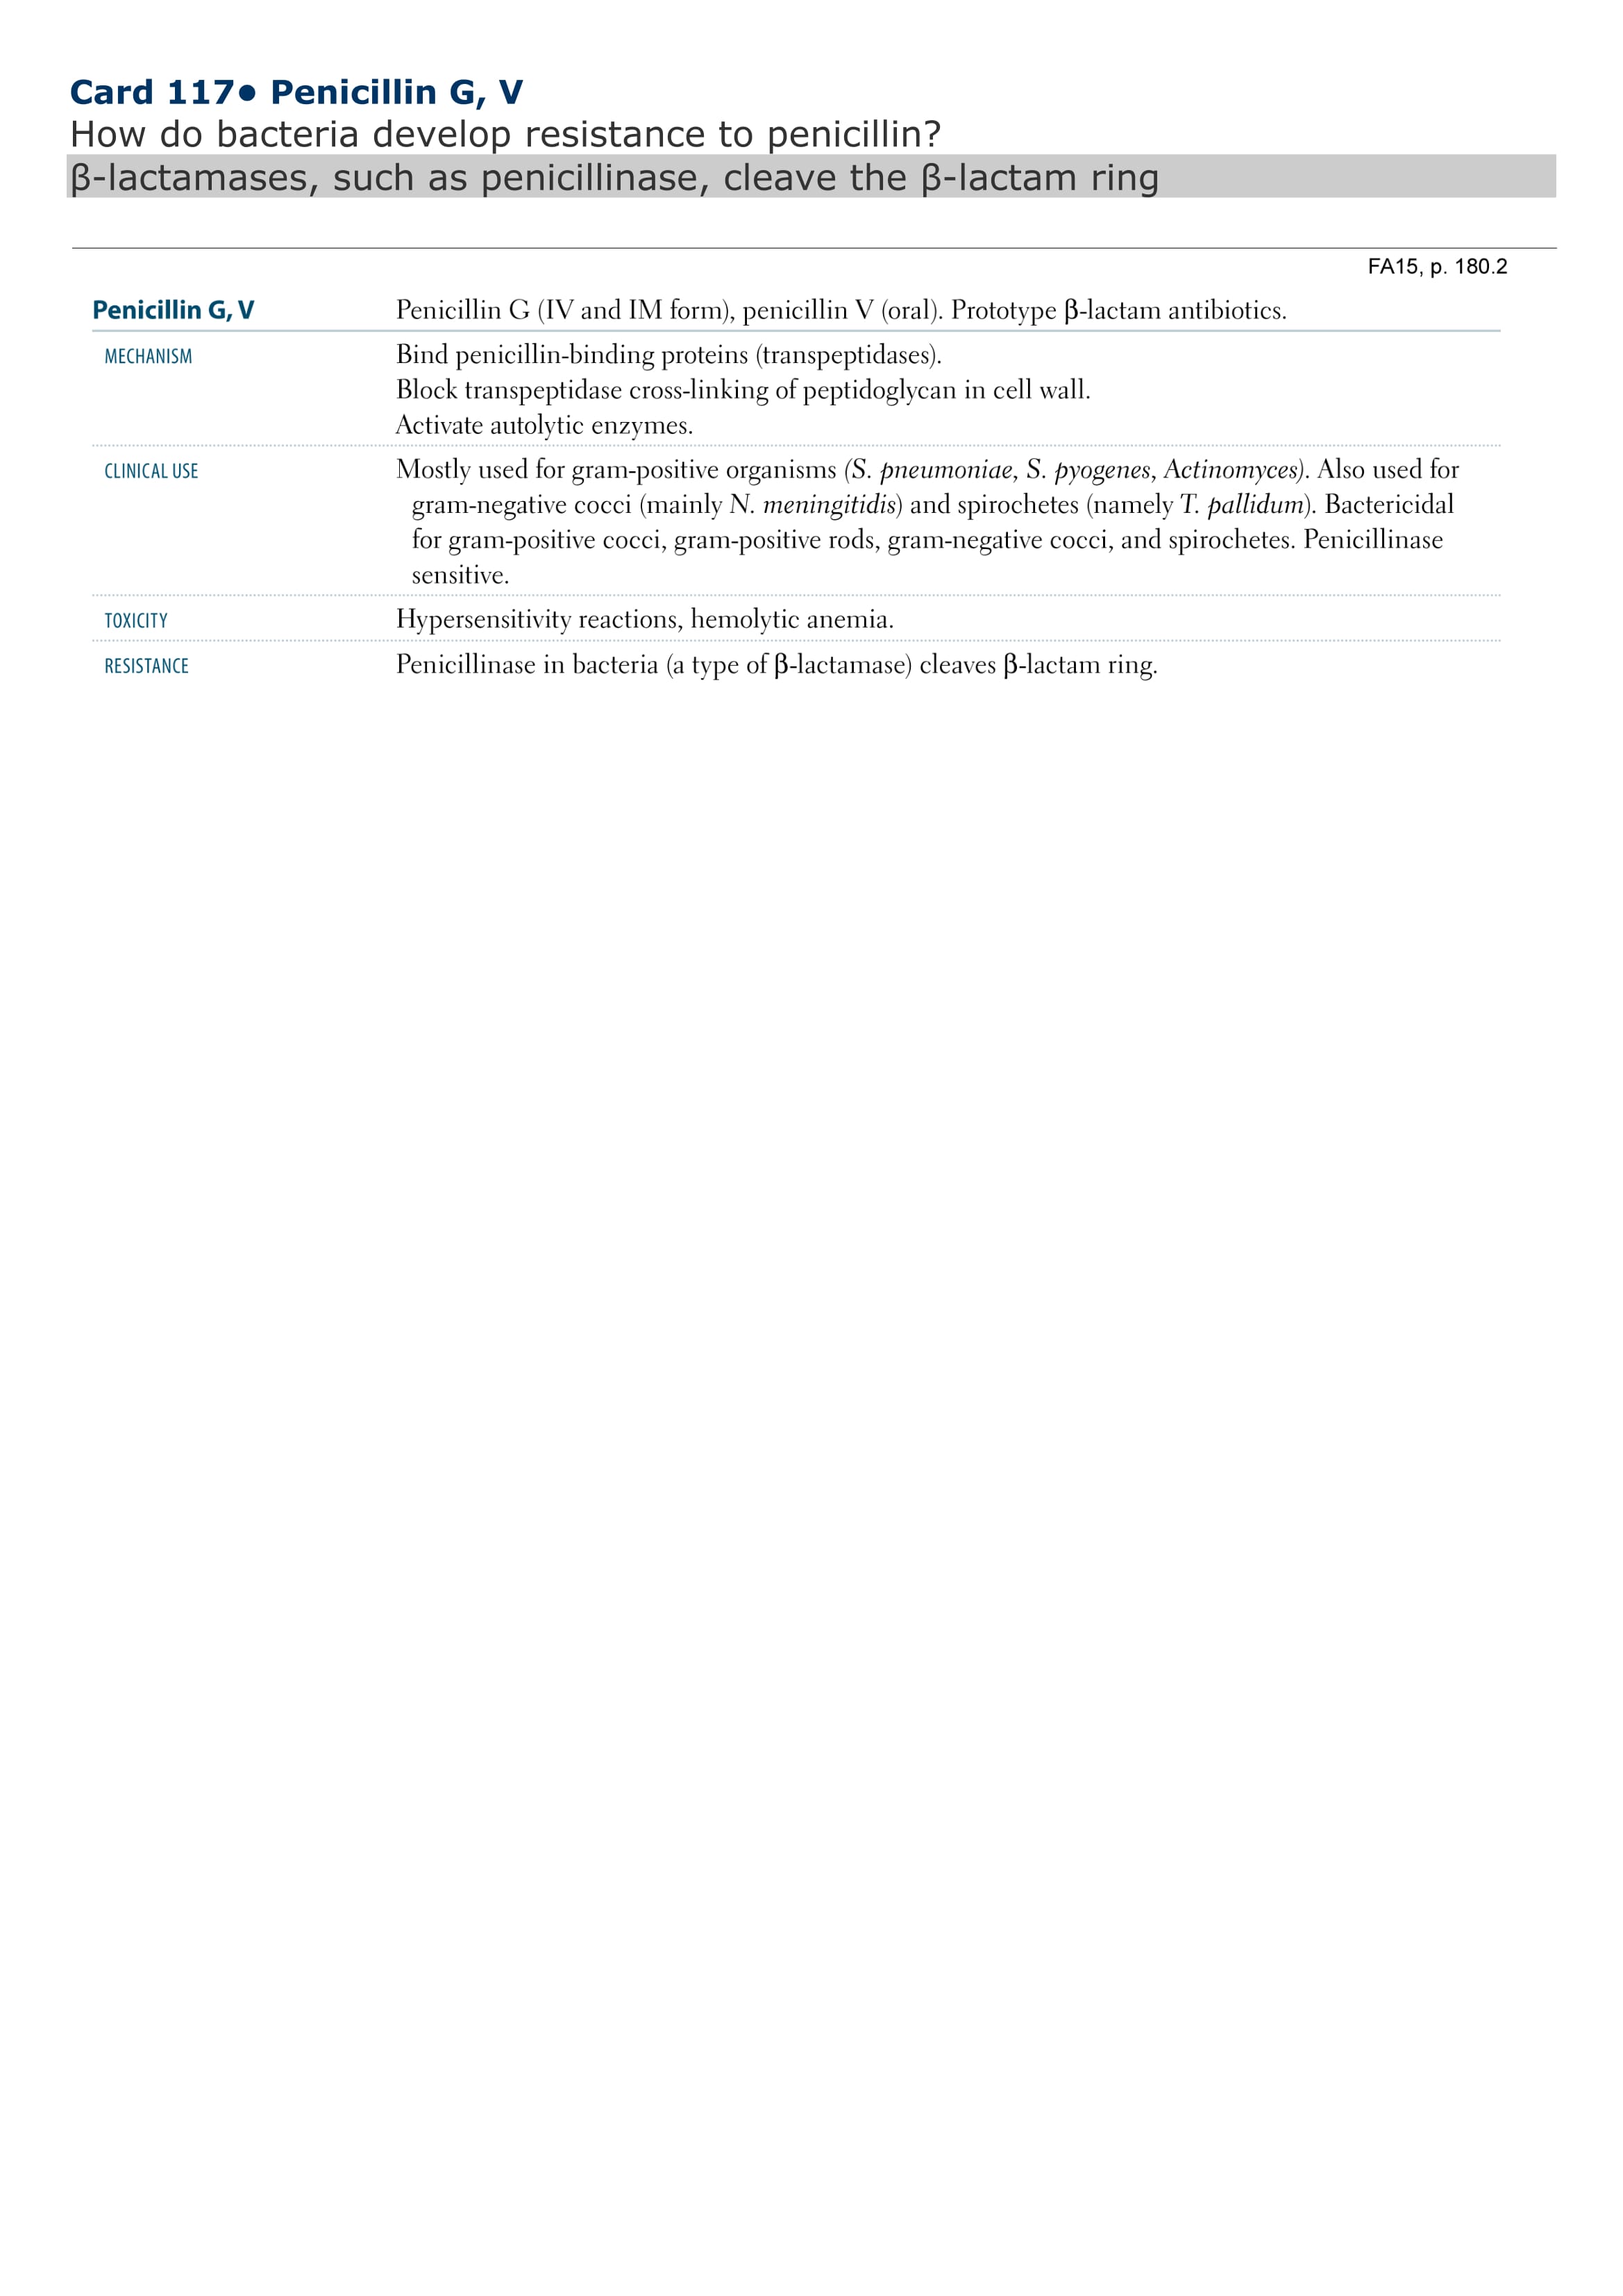 Card 117● Penicillin G, V
How do bacteria develop resistance to penicillin?
β-lactamases, such as penicillinase, cleave the β-lactam ring
FA15, p. 180.2
Penicillin G, V Penicillin G (IV and IM form), penicillin V (oral). Prototype β-lactam antibiotics.
MECHANISM Bind penicillin-binding proteins (transpeptidases).
Block transpeptidase cross-linking of peptidoglycan in cell wall.
Activate autolytic enzymes.
CLINICAL USE Mostly used for gram-positive organisms (S. pneumoniae, S. pyogenes, Actinomyces). Also used for
gram-negative cocci (mainly N. meningitidis) and spirochetes (namely T. pallidum). Bactericidal
for gram-positive cocci, gram-positive rods, gram-negative cocci, and spirochetes. Penicillinase
sensitive.
TOXICITY Hypersensitivity reactions, hemolytic anemia.
RESISTANCE Penicillinase in bacteria (a type of β-lactamase) cleaves β-lactam ring.